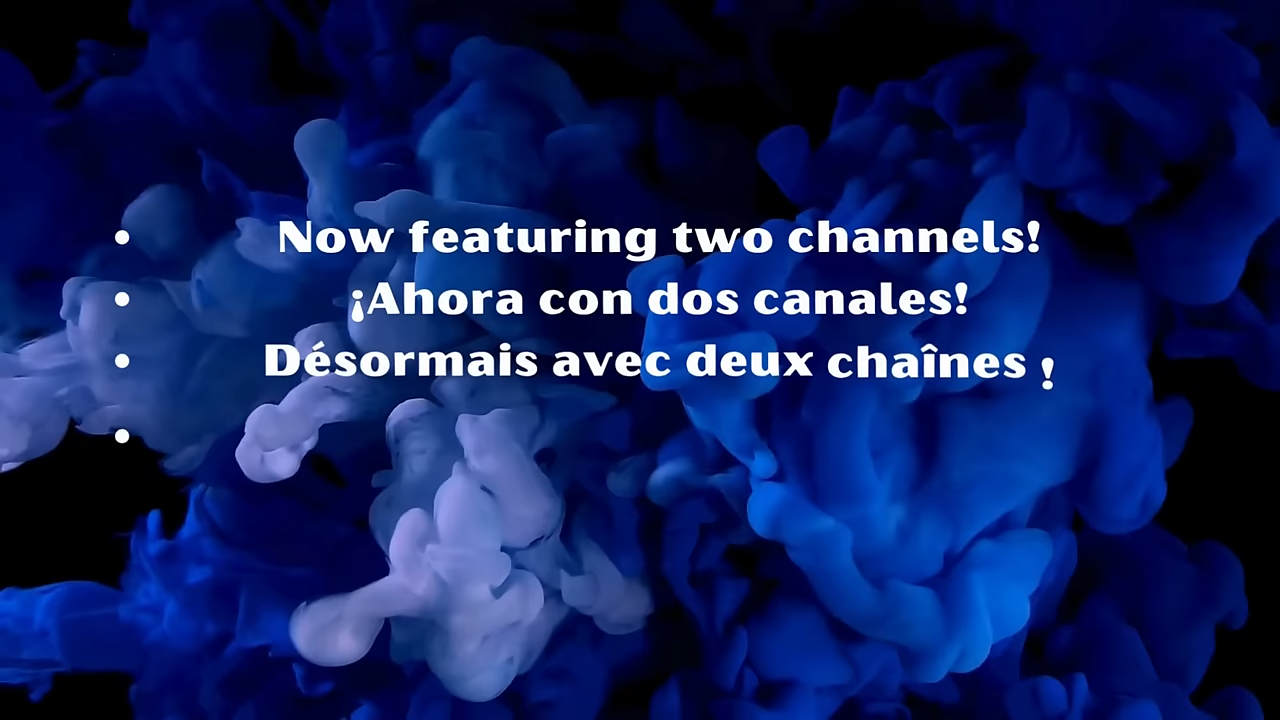 • Now featuring two channels!
• ¡Ahora con dos canales!
• Désormais avec deux chaînes !
•